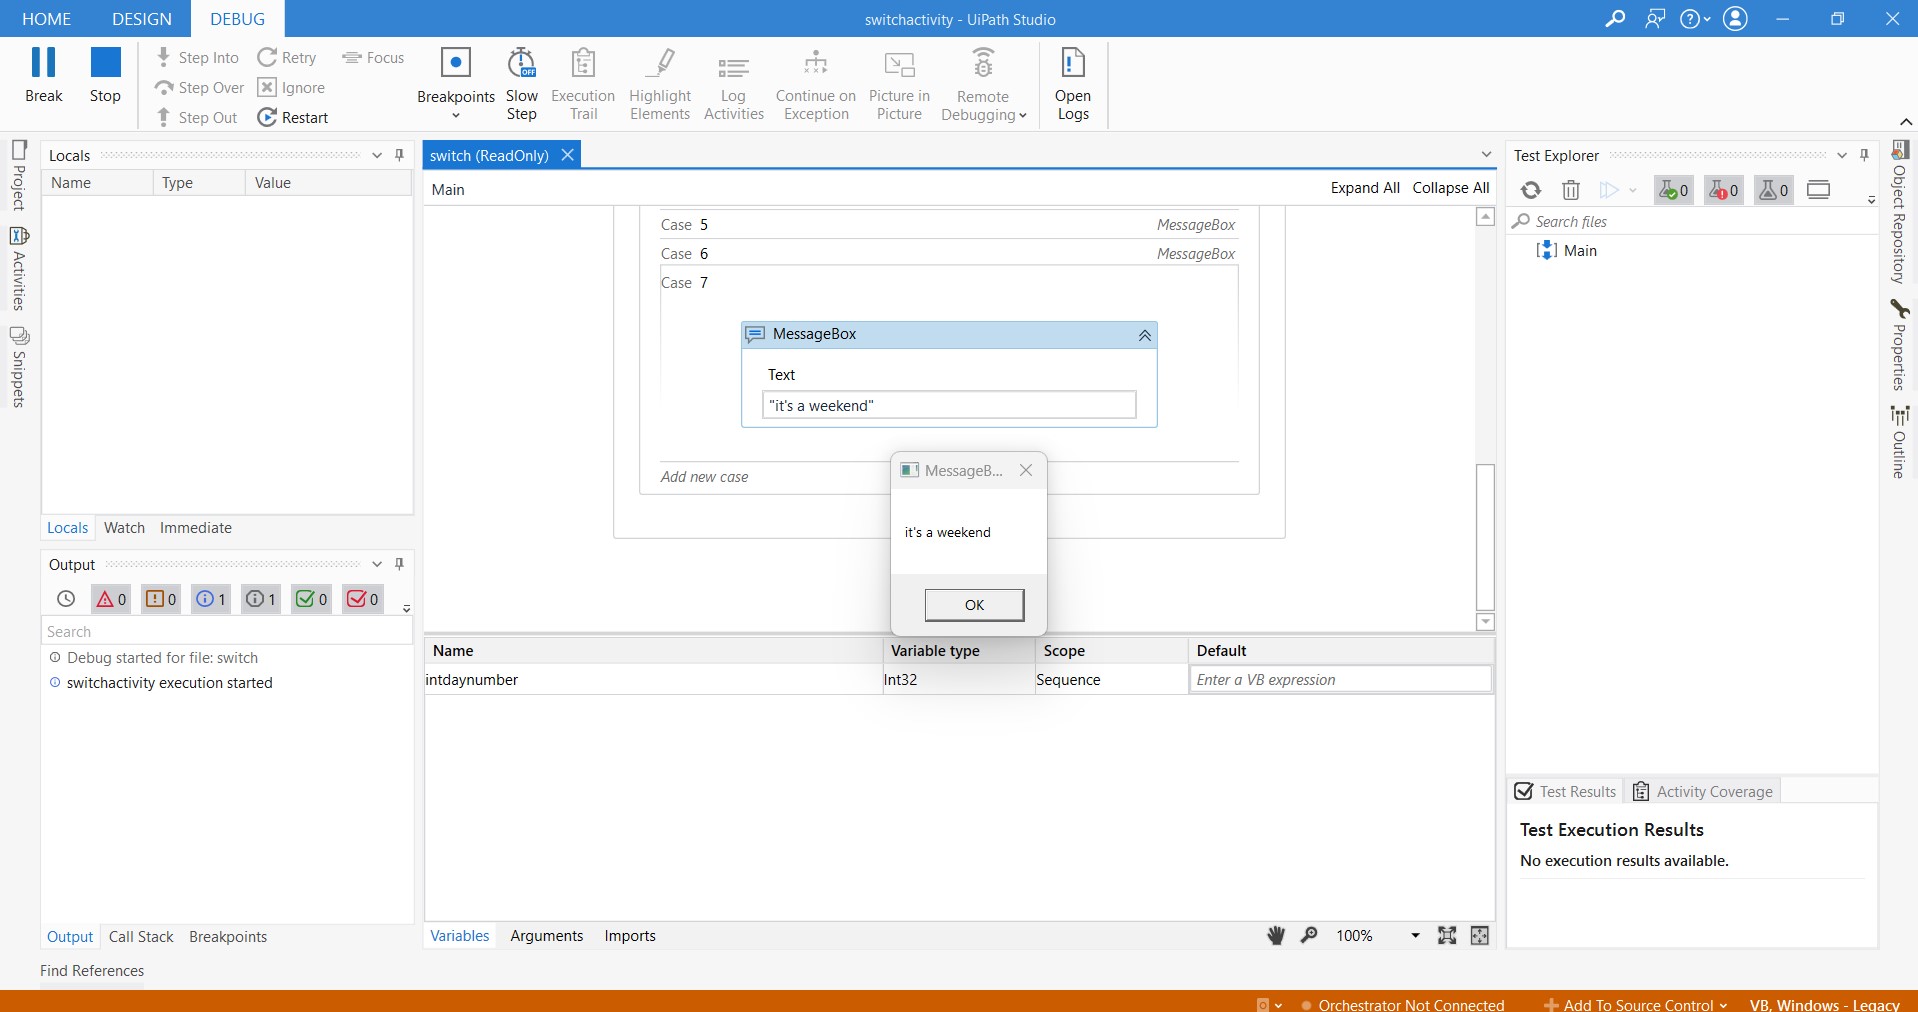 HOME DESIGN DEBUG switchactivity - UiPath Studio
Break
Stop
Step Into
Step Over
Step Out
Retry
Ignore
Restart
Focus
Breakpoints
Slow
Step
OFF
Execution
Trail
Highlight
Elements
Log
Activities
Continue on
Exception
Picture in
Picture
Remote
Debugging
Open
Logs
Project
Activities
Snippets
Locals
Name Type Value
Locals Watch Immediate
Output
0 0 1 1 0 0
Search
Debug started for file: switch
switchactivity execution started
Output Call Stack Breakpoints
Find References
switch (ReadOnly)
Main Expand All Collapse All
Case 5 MessageBox
Case 6 MessageBox
Case 7
MessageBox
Text
"it's a weekend"
Add new case
MessageB...
it's a weekend
OK
Name Variable type Scope Default
intdaynumber Int32 Sequence Enter a VB expression
Variables Arguments Imports 100%
Test Explorer
0 0 0
Search files
Main
Test Results Activity Coverage
Test Execution Results
No execution results available.
Object Repository
Properties
Outline
Orchestrator Not Connected Add To Source Control VB, Windows - Legacy